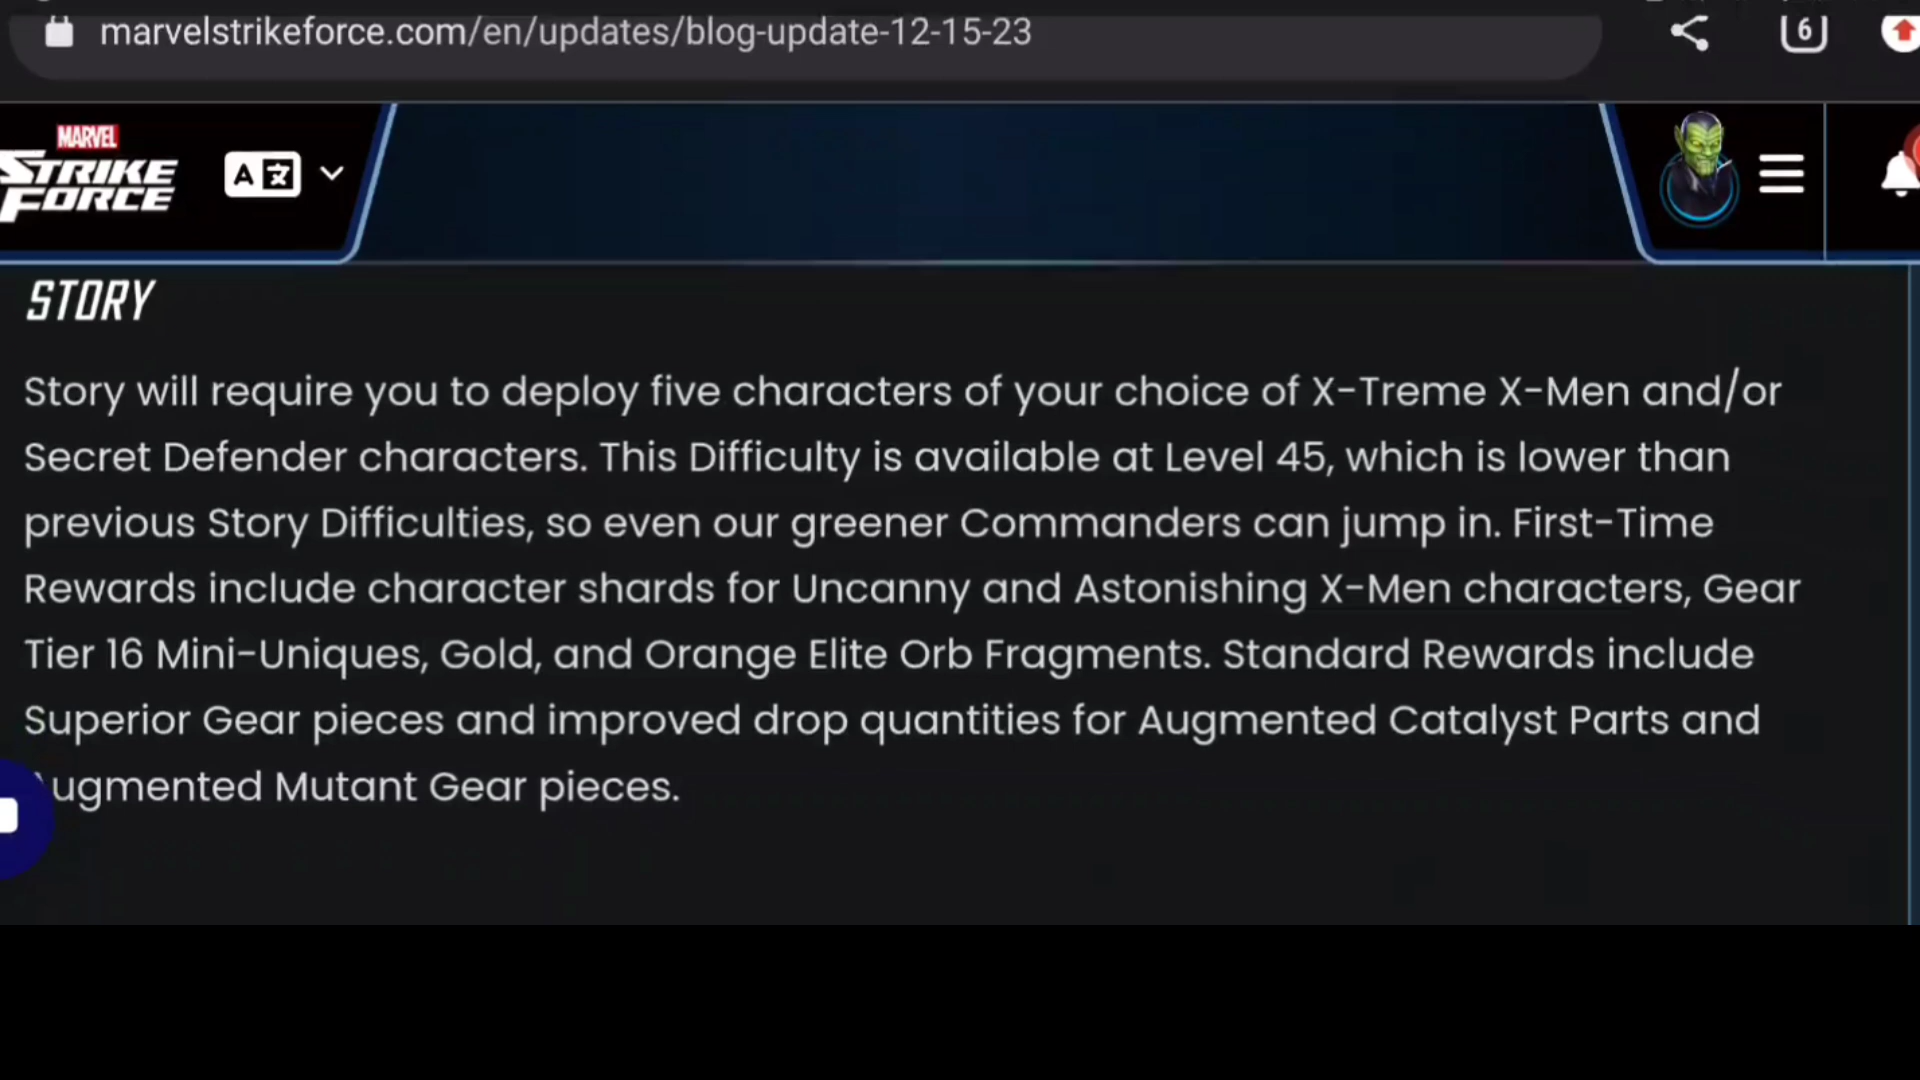 marvelstrikeforce.com/en/updates/blog-update-12-15-23
6
MARVEL
STRIKE
FORCE
A 文
STORY
Story will require you to deploy five characters of your choice of X-Treme X-Men and/or
Secret Defender characters. This Difficulty is available at Level 45, which is lower than
previous Story Difficulties, so even our greener Commanders can jump in. First-Time
Rewards include character shards for Uncanny and Astonishing X-Men characters, Gear
Tier 16 Mini-Uniques, Gold, and Orange Elite Orb Fragments. Standard Rewards include
Superior Gear pieces and improved drop quantities for Augmented Catalyst Parts and
Augmented Mutant Gear pieces.